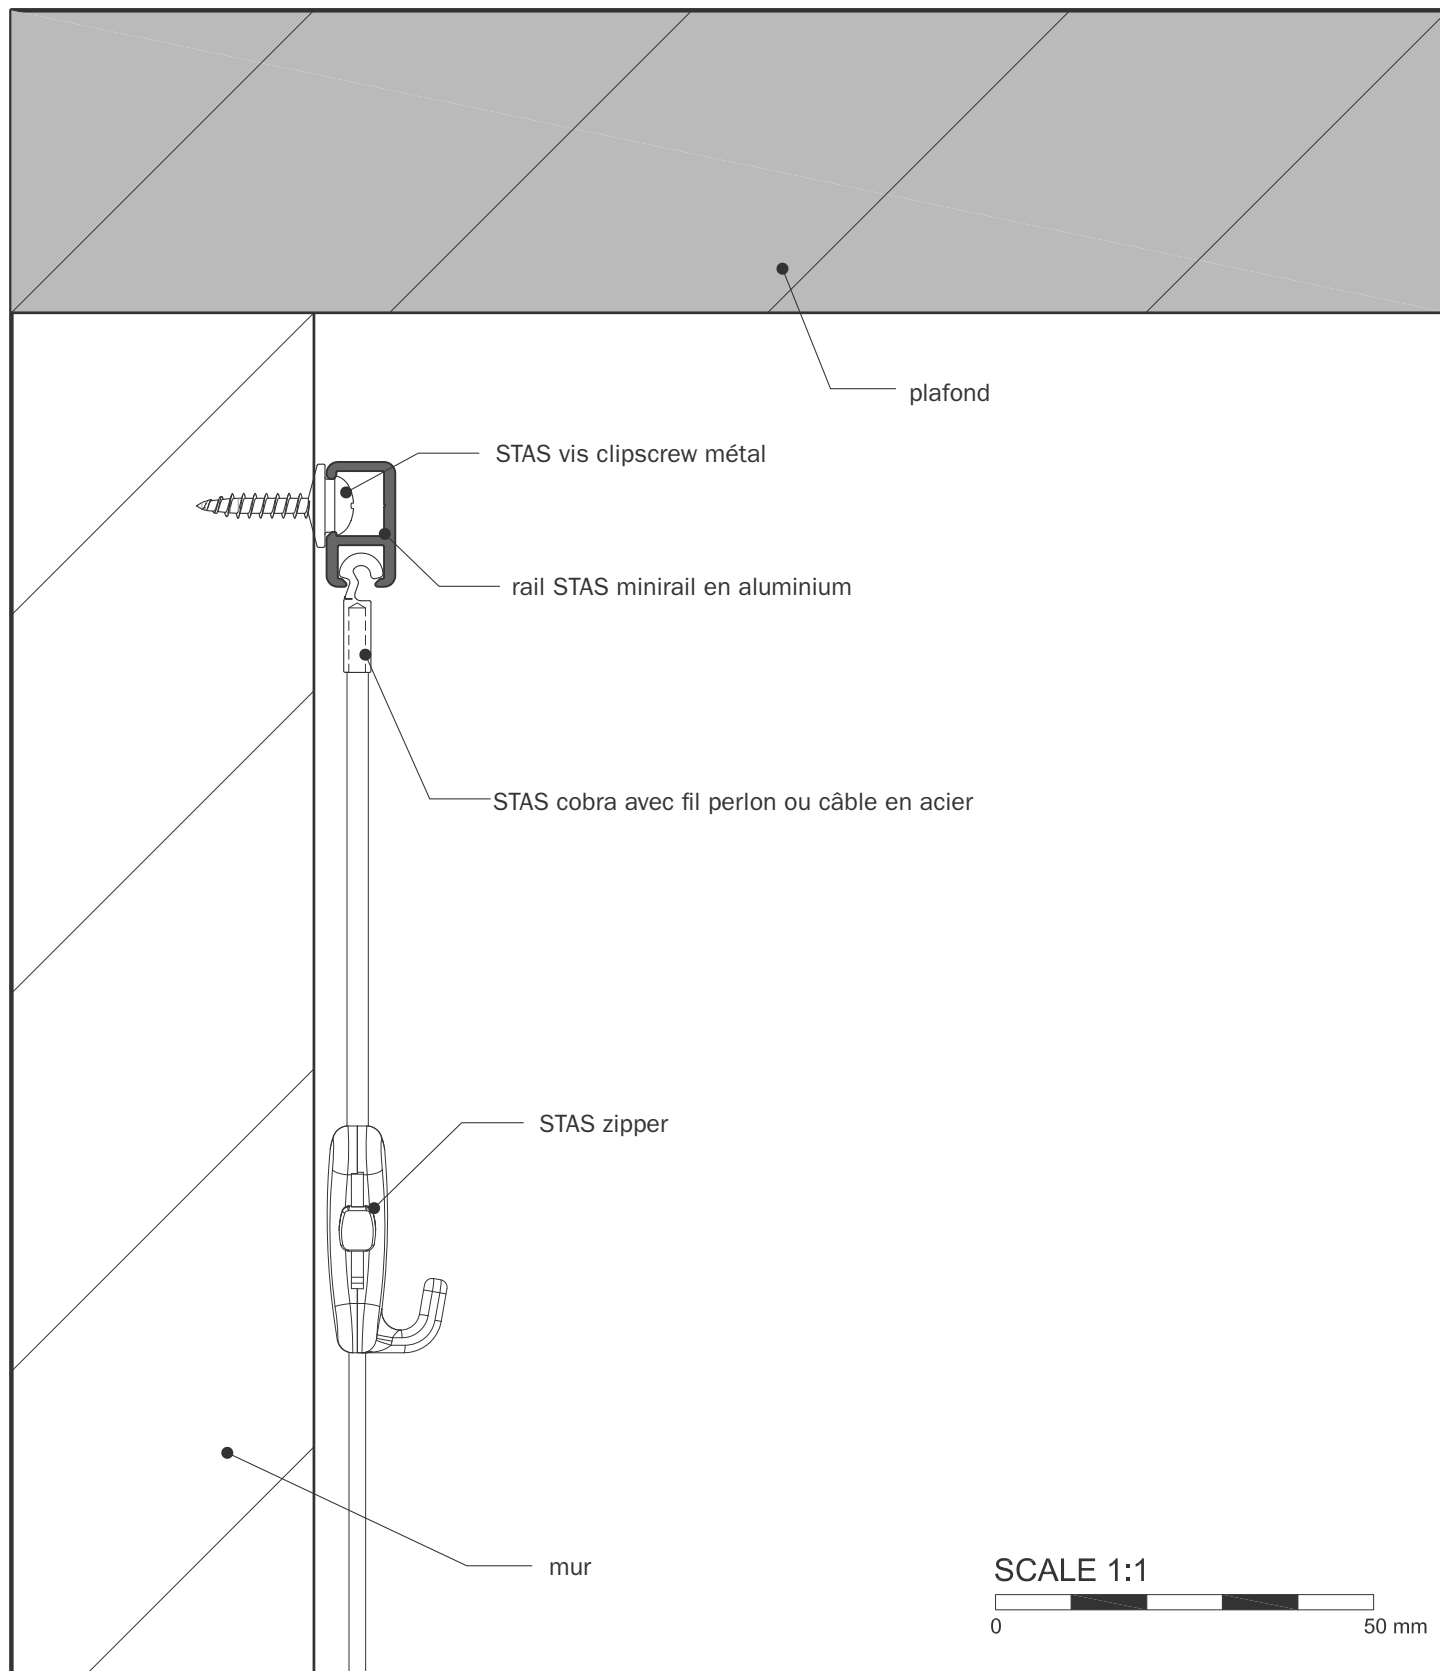 plafond
STAS vis clipscrew métal
rail STAS minirail en aluminium
STAS cobra avec fil perlon ou câble en acier
STAS zipper
mur
SCALE 1:1
0
50 mm